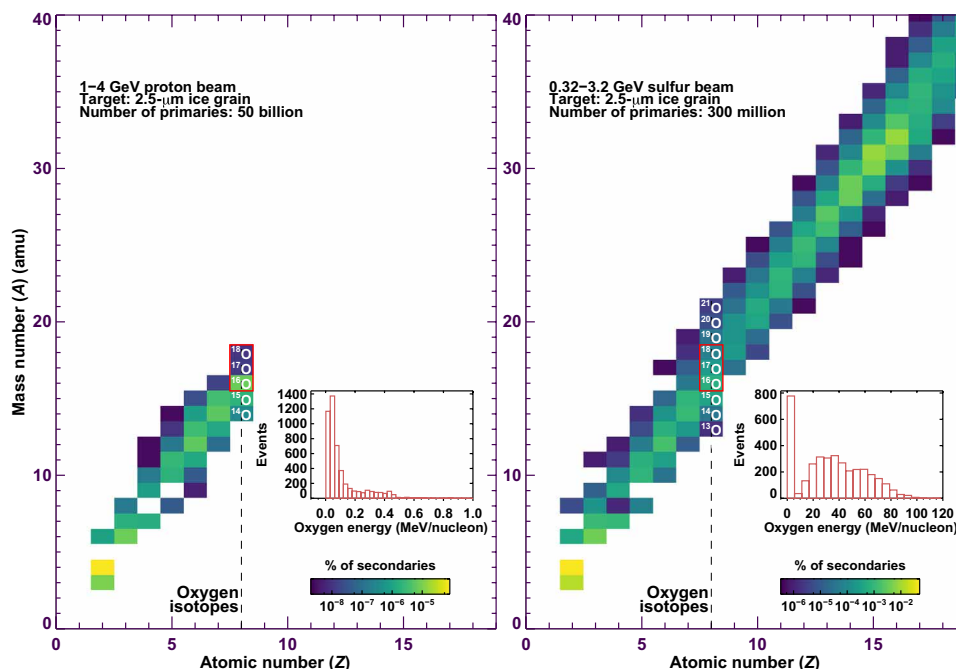 1–4 GeV proton beam
Target: 2.5-μm ice grain
Number of primaries: 50 billion
Mass number (A) (amu)
40
30
20
10
0
18O
17O
16O
15O
14O
Events
1400
1200
1000
800
600
400
200
0
0.0 0.2 0.4 0.6 0.8 1.0
Oxygen energy (MeV/nucleon)
% of secondaries
10⁻⁸ 10⁻⁷ 10⁻⁶ 10⁻⁵
Oxygen
isotopes
0 5 10 15
Atomic number (Z)
0.32–3.2 GeV sulfur beam
Target: 2.5-μm ice grain
Number of primaries: 300 million
21O
20O
19O
18O
17O
16O
15O
14O
13O
Events
800
600
400
200
0
0 20 40 60 80 100 120
Oxygen energy (MeV/nucleon)
% of secondaries
10⁻⁶ 10⁻⁵ 10⁻⁴ 10⁻³ 10⁻²
Oxygen
isotopes
0 5 10 15
Atomic number (Z)